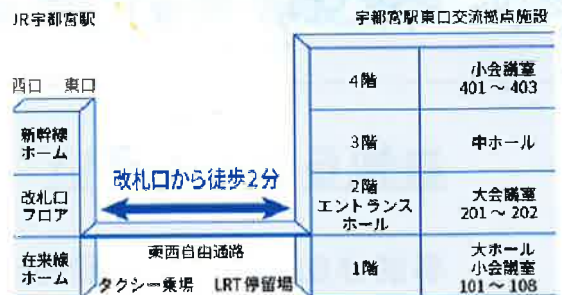 JR宇都宮駅
宇都宮駅東口交流拠点施設
西口 東口
新幹線
ホーム
改札口
フロア
在来線
ホーム
改札口から徒歩2分
東西自由通路
タクシー乗場 LRT停留場
4階
小会議室
401～403
3階
中ホール
2階
エントランス
ホール
大会議室
201～202
1階
大ホール
小会議室
101～108